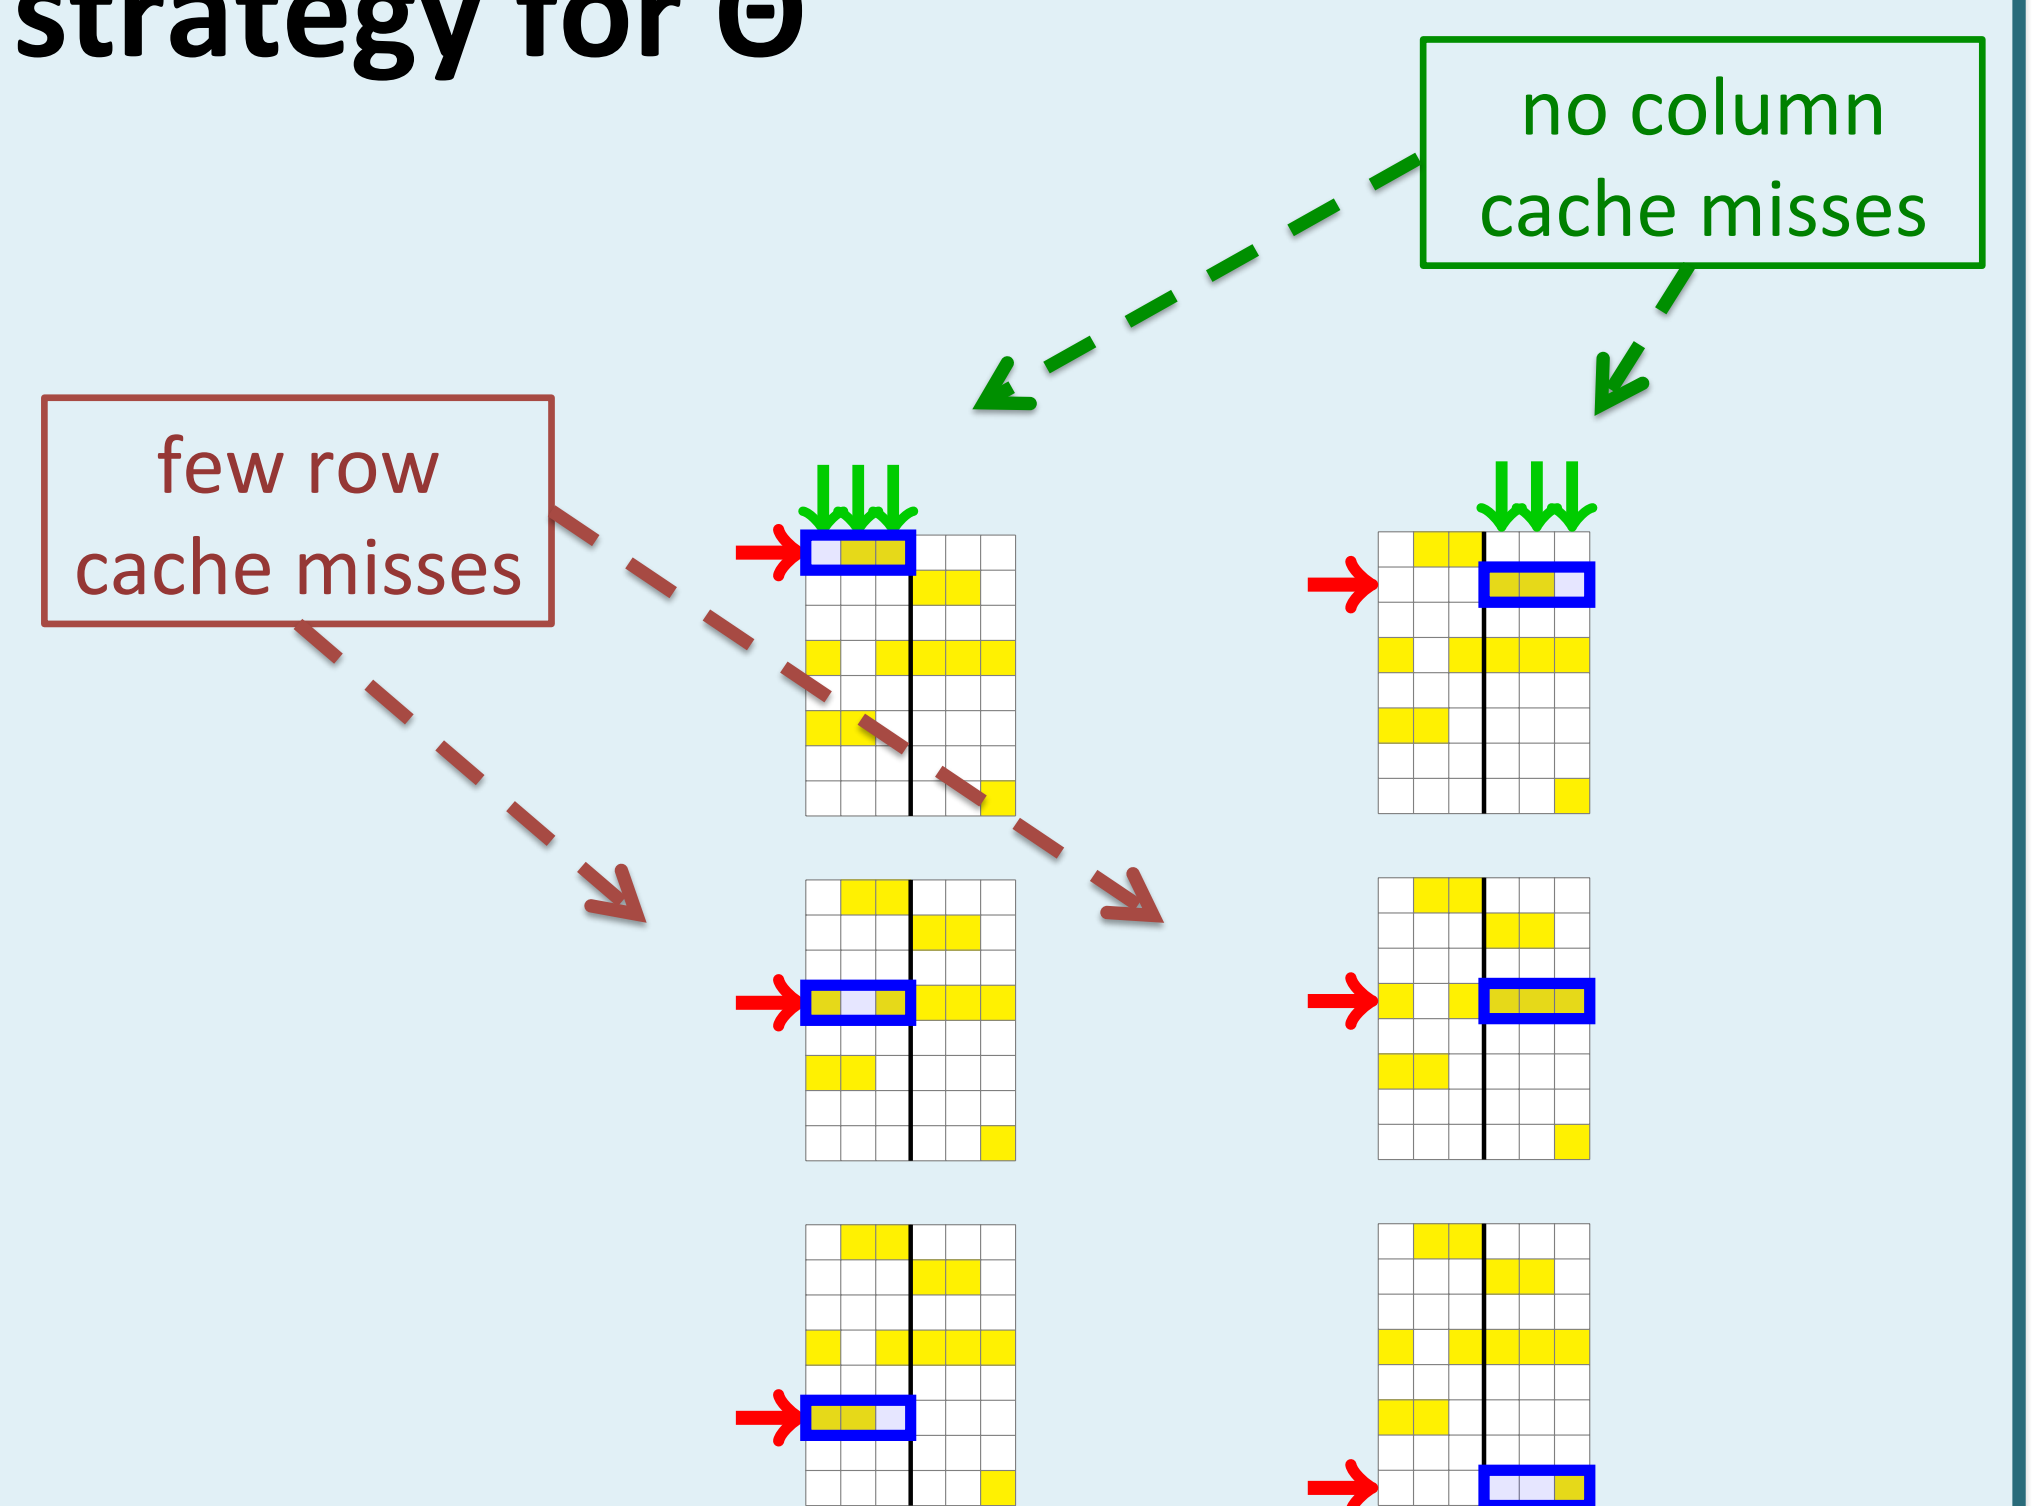 strategy for Θ
no column
cache misses
few row
cache misses